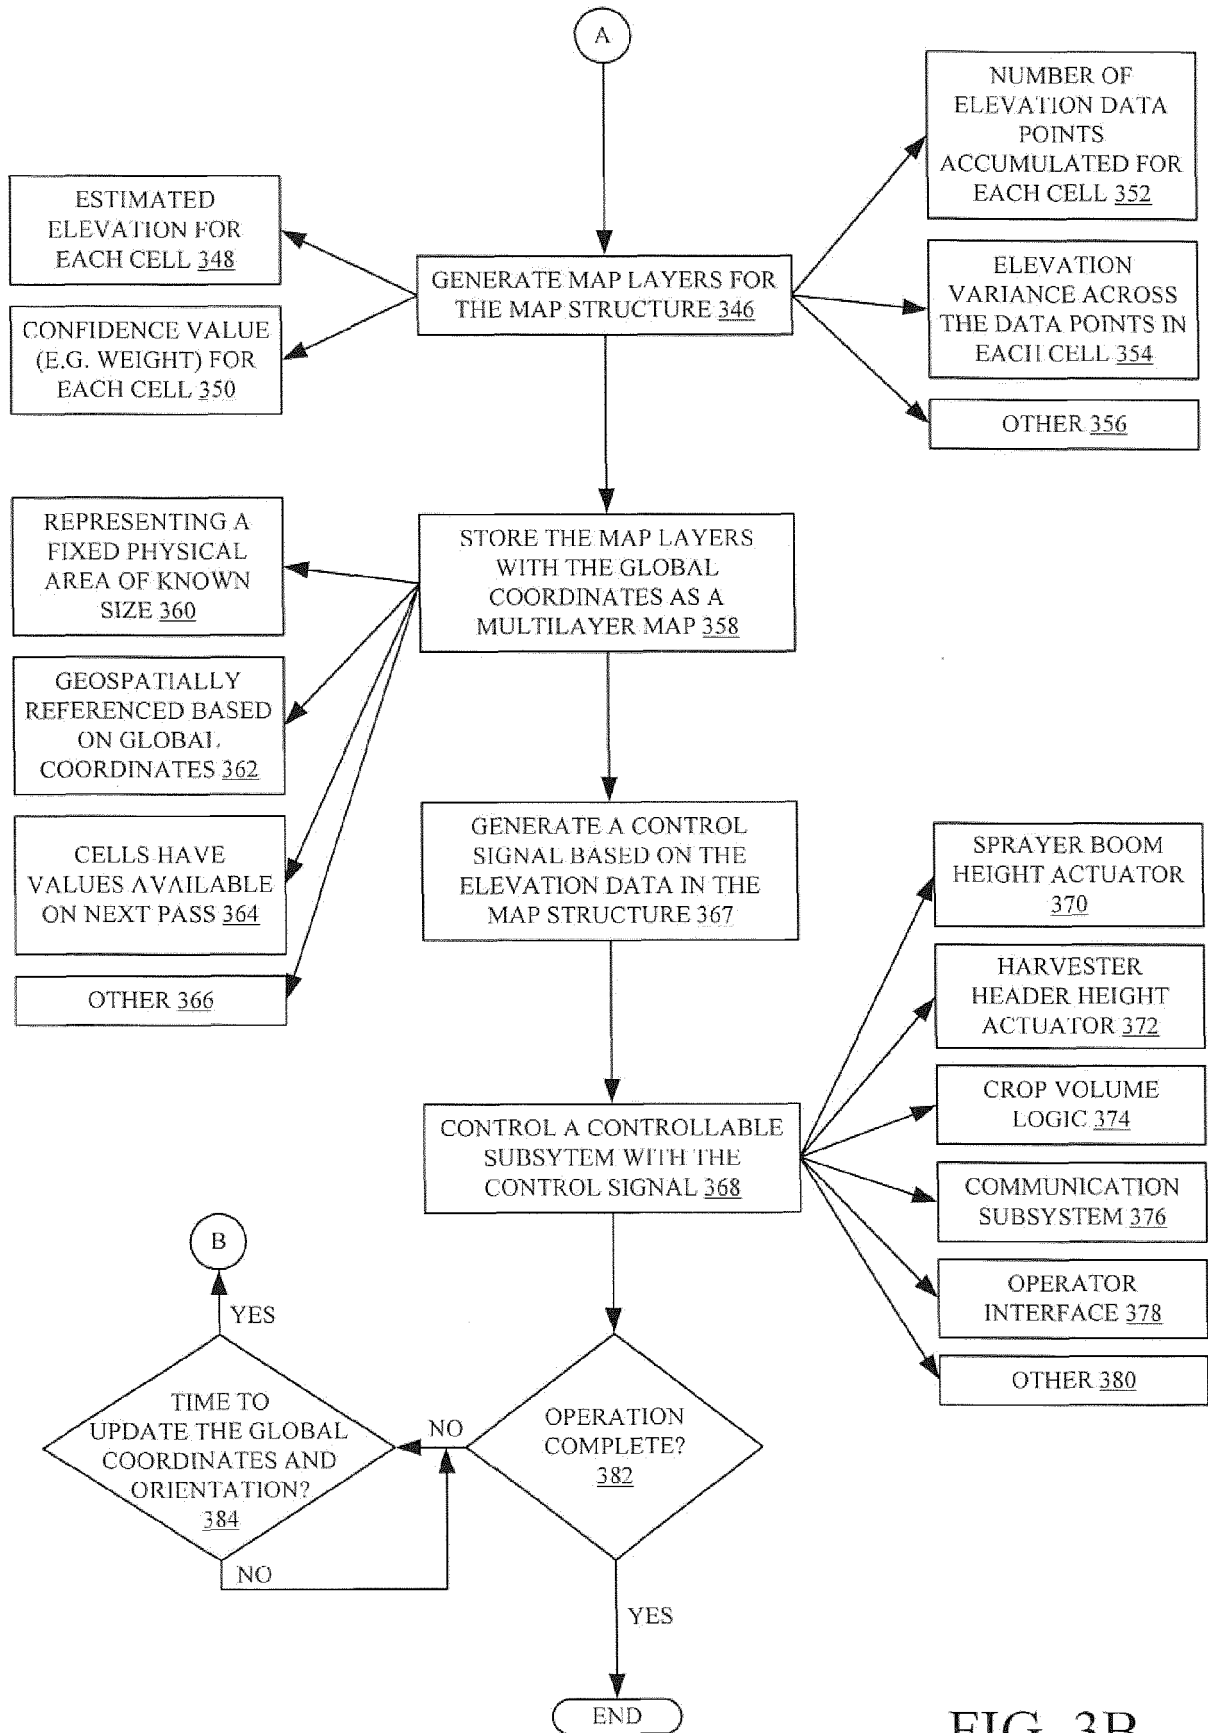 A
NUMBER OF
ELEVATION DATA
POINTS
ACCUMULATED FOR
EACH CELL 352
ESTIMATED
ELEVATION FOR
EACH CELL 348
GENERATE MAP LAYERS FOR
THE MAP STRUCTURE 346
ELEVATION
VARIANCE ACROSS
THE DATA POINTS IN
EACH CELL 354
CONFIDENCE VALUE
(E.G. WEIGHT) FOR
EACH CELL 350
OTHER 356
REPRESENTING A
FIXED PHYSICAL
AREA OF KNOWN
SIZE 360
STORE THE MAP LAYERS
WITH THE GLOBAL
COORDINATES AS A
MULTILAYER MAP 358
GEOSPATIALLY
REFERENCED BASED
ON GLOBAL
COORDINATES 362
CELLS HAVE
VALUES AVAILABLE
ON NEXT PASS 364
GENERATE A CONTROL
SIGNAL BASED ON THE
ELEVATION DATA IN THE
MAP STRUCTURE 367
SPRAYER BOOM
HEIGHT ACTUATOR
370
OTHER 366
HARVESTER
HEADER HEIGHT
ACTUATOR 372
CONTROL A CONTROLLABLE
SUBSYTEM WITH THE
CONTROL SIGNAL 368
CROP VOLUME
LOGIC 374
COMMUNICATION
SUBSYSTEM 376
OPERATOR
INTERFACE 378
OTHER 380
B
YES
TIME TO
UPDATE THE GLOBAL
COORDINATES AND
ORIENTATION?
384
NO
OPERATION
COMPLETE?
382
NO
YES
END
FIG. 3B